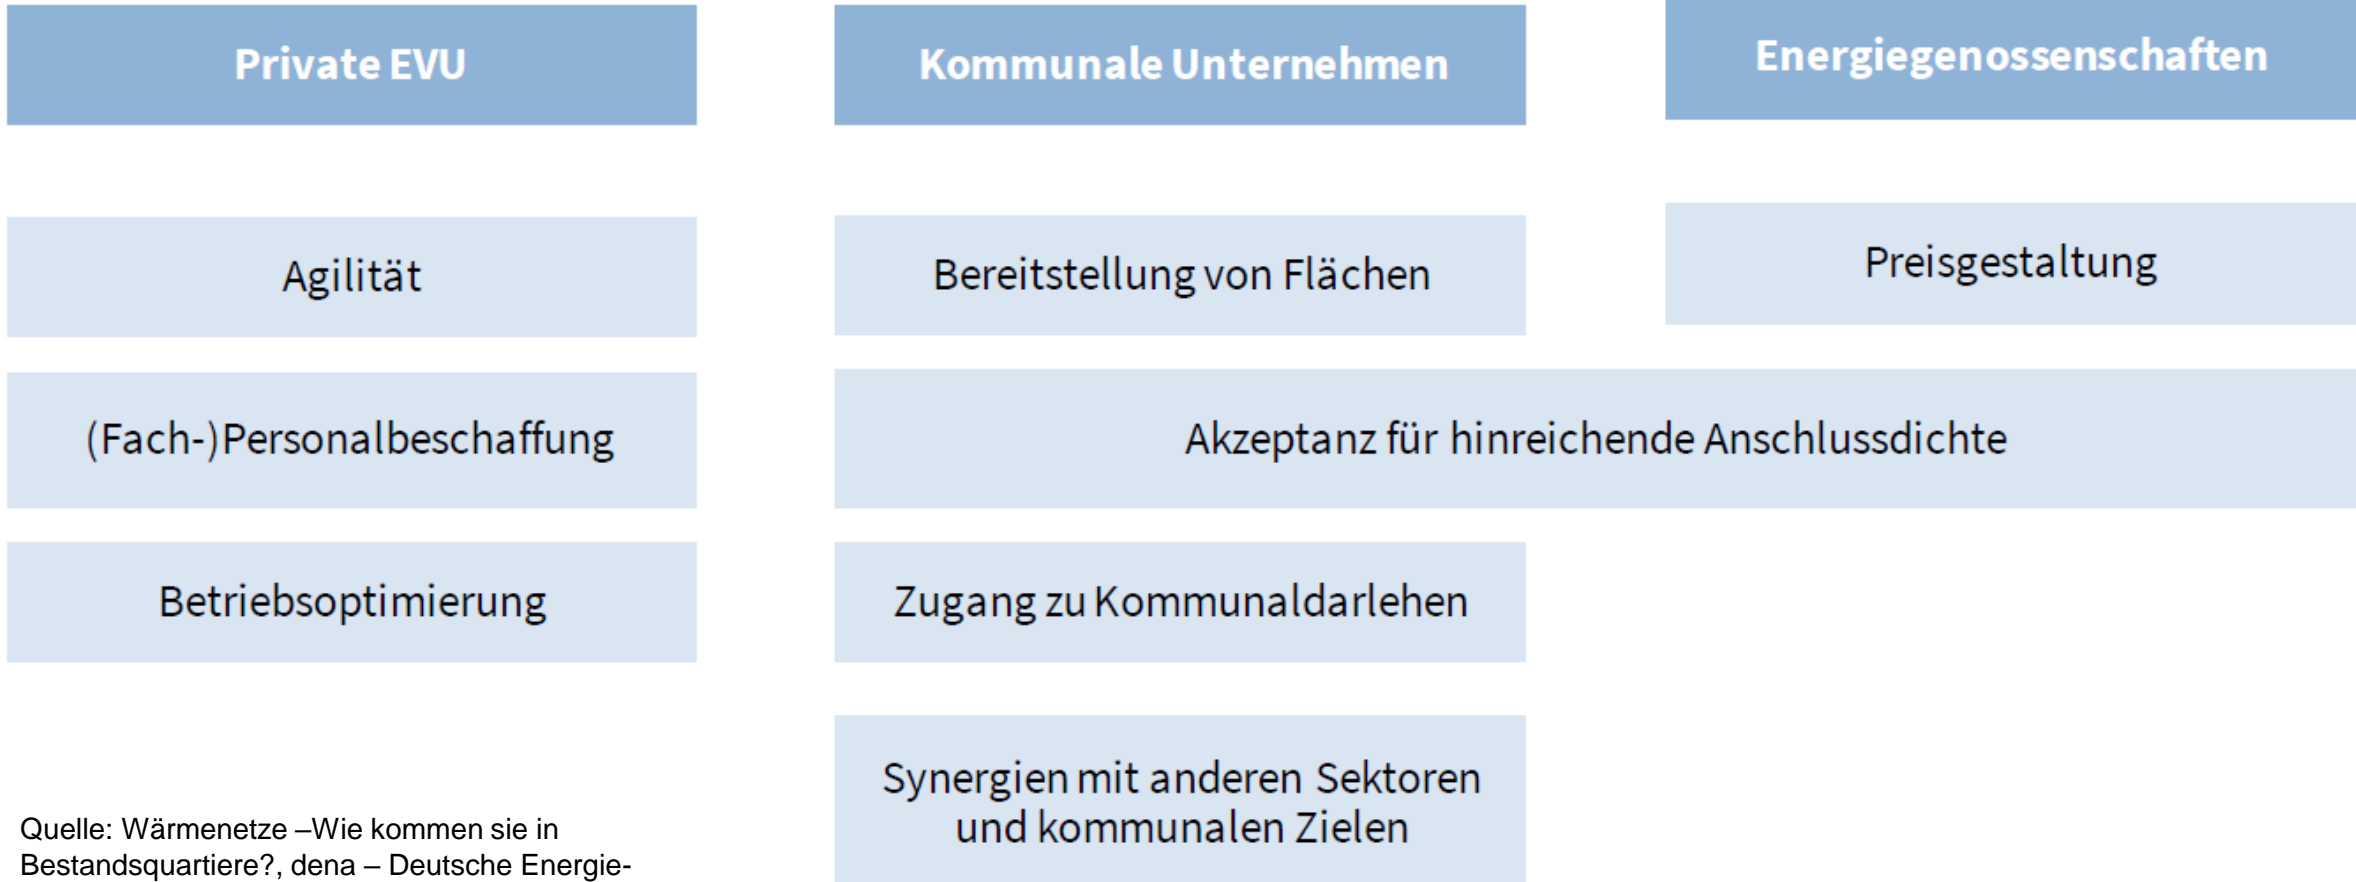 Private EVU
Kommunale Unternehmen
Energiegenossenschaften
Agilität
Bereitstellung von Flächen
Preisgestaltung
(Fach-)Personalbeschaffung
Akzeptanz für hinreichende Anschlussdichte
Betriebsoptimierung
Zugang zu Kommunaldarlehen
Synergien mit anderen Sektoren
und kommunalen Zielen
Quelle: Wärmenetze –Wie kommen sie in
Bestandsquartiere?, dena – Deutsche Energie-